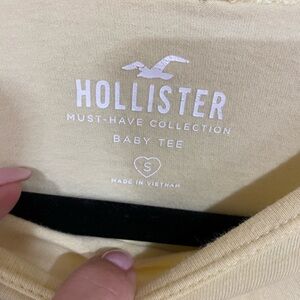 HOLLISTER
MUST-HAVE COLLECTION
BABY TEE
S
MADE IN VIETNAM